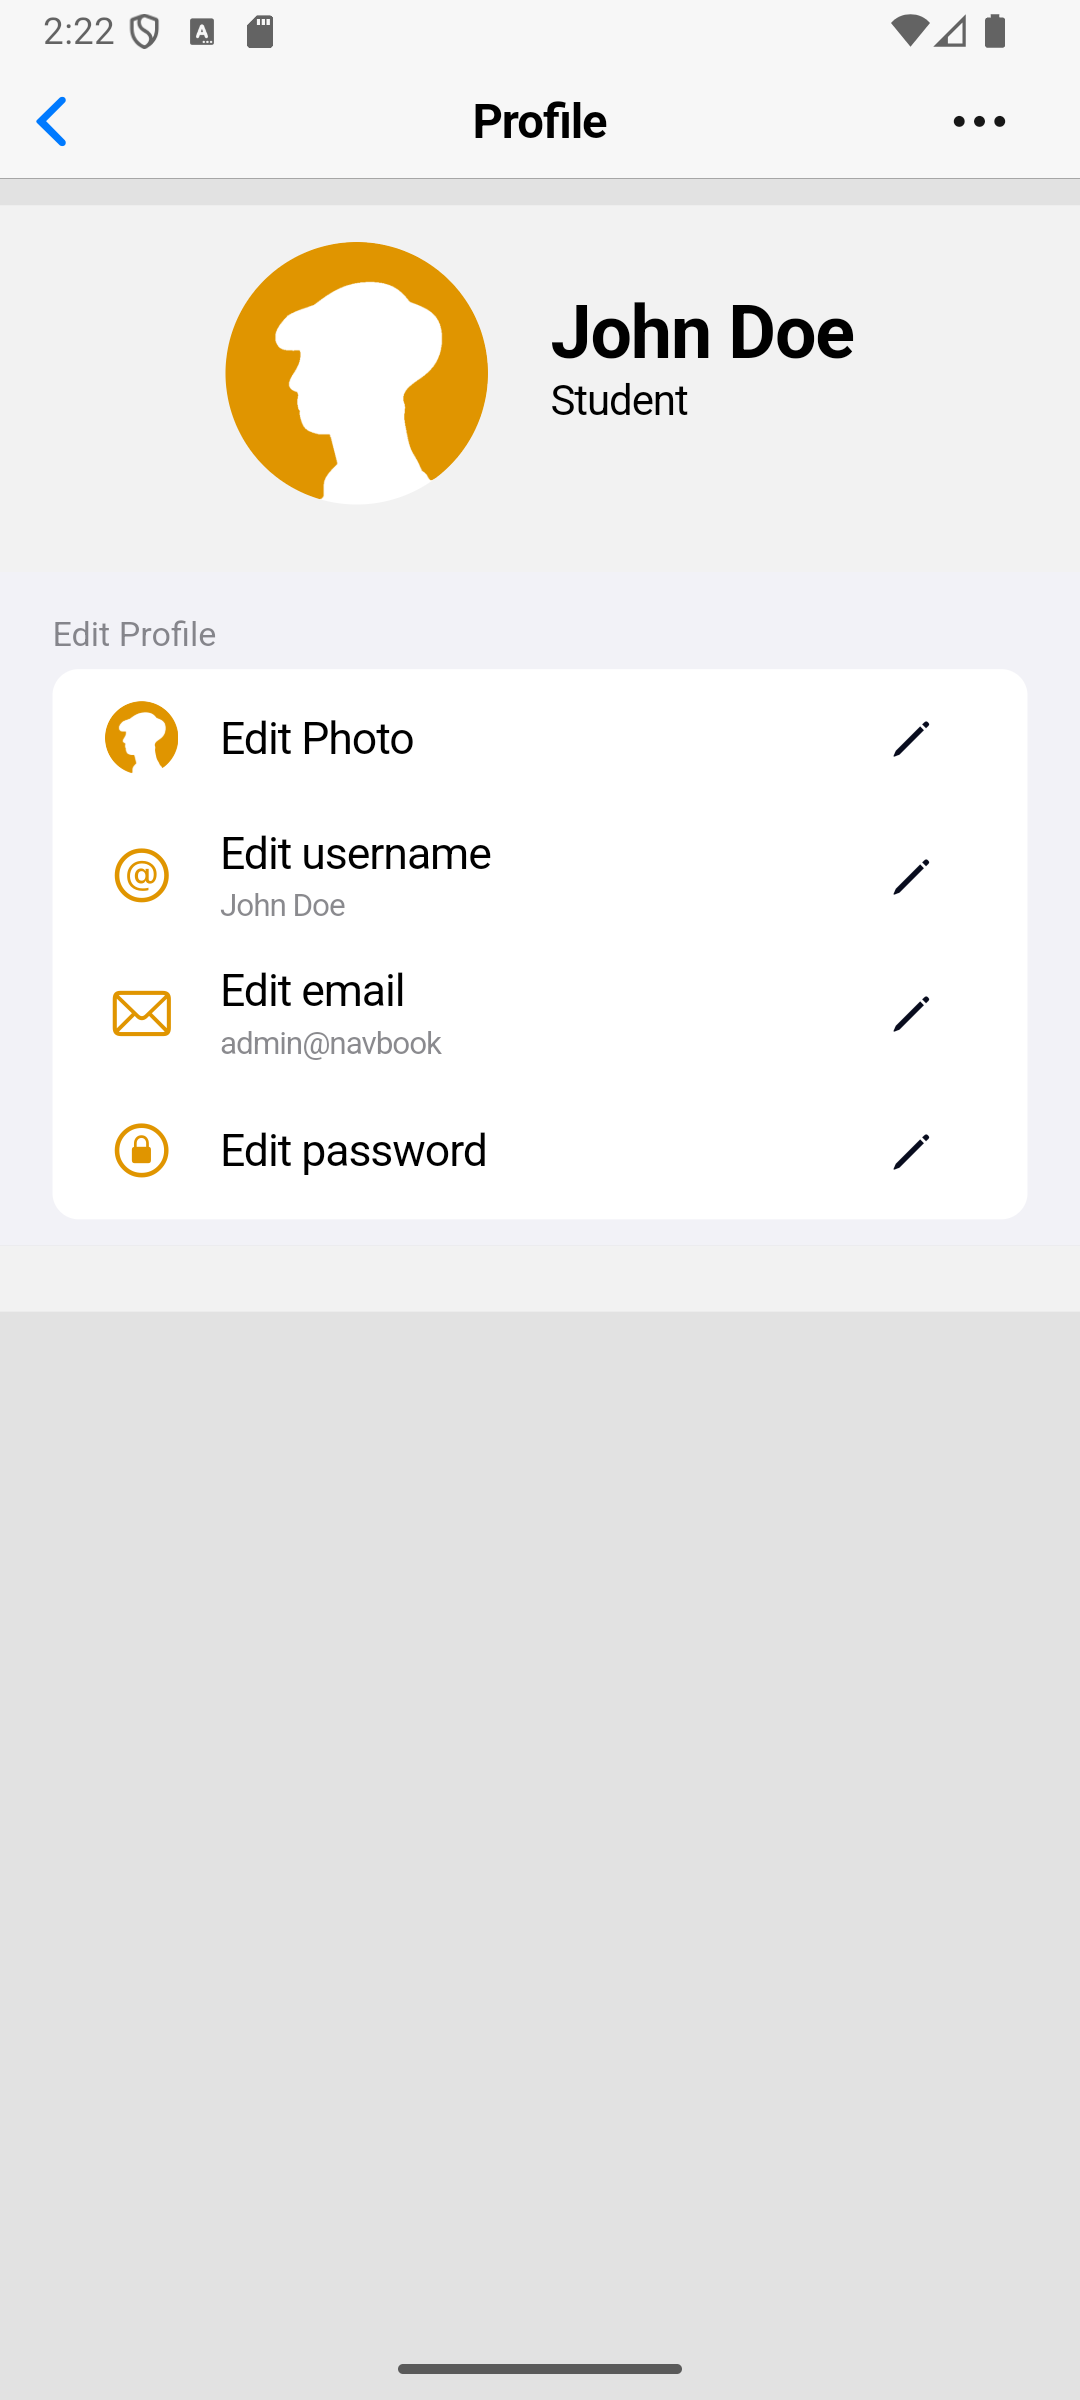 2:22
Profile
John Doe
Student
Edit Profile
Edit Photo
Edit username
John Doe
Edit email
admin@navbook
Edit password